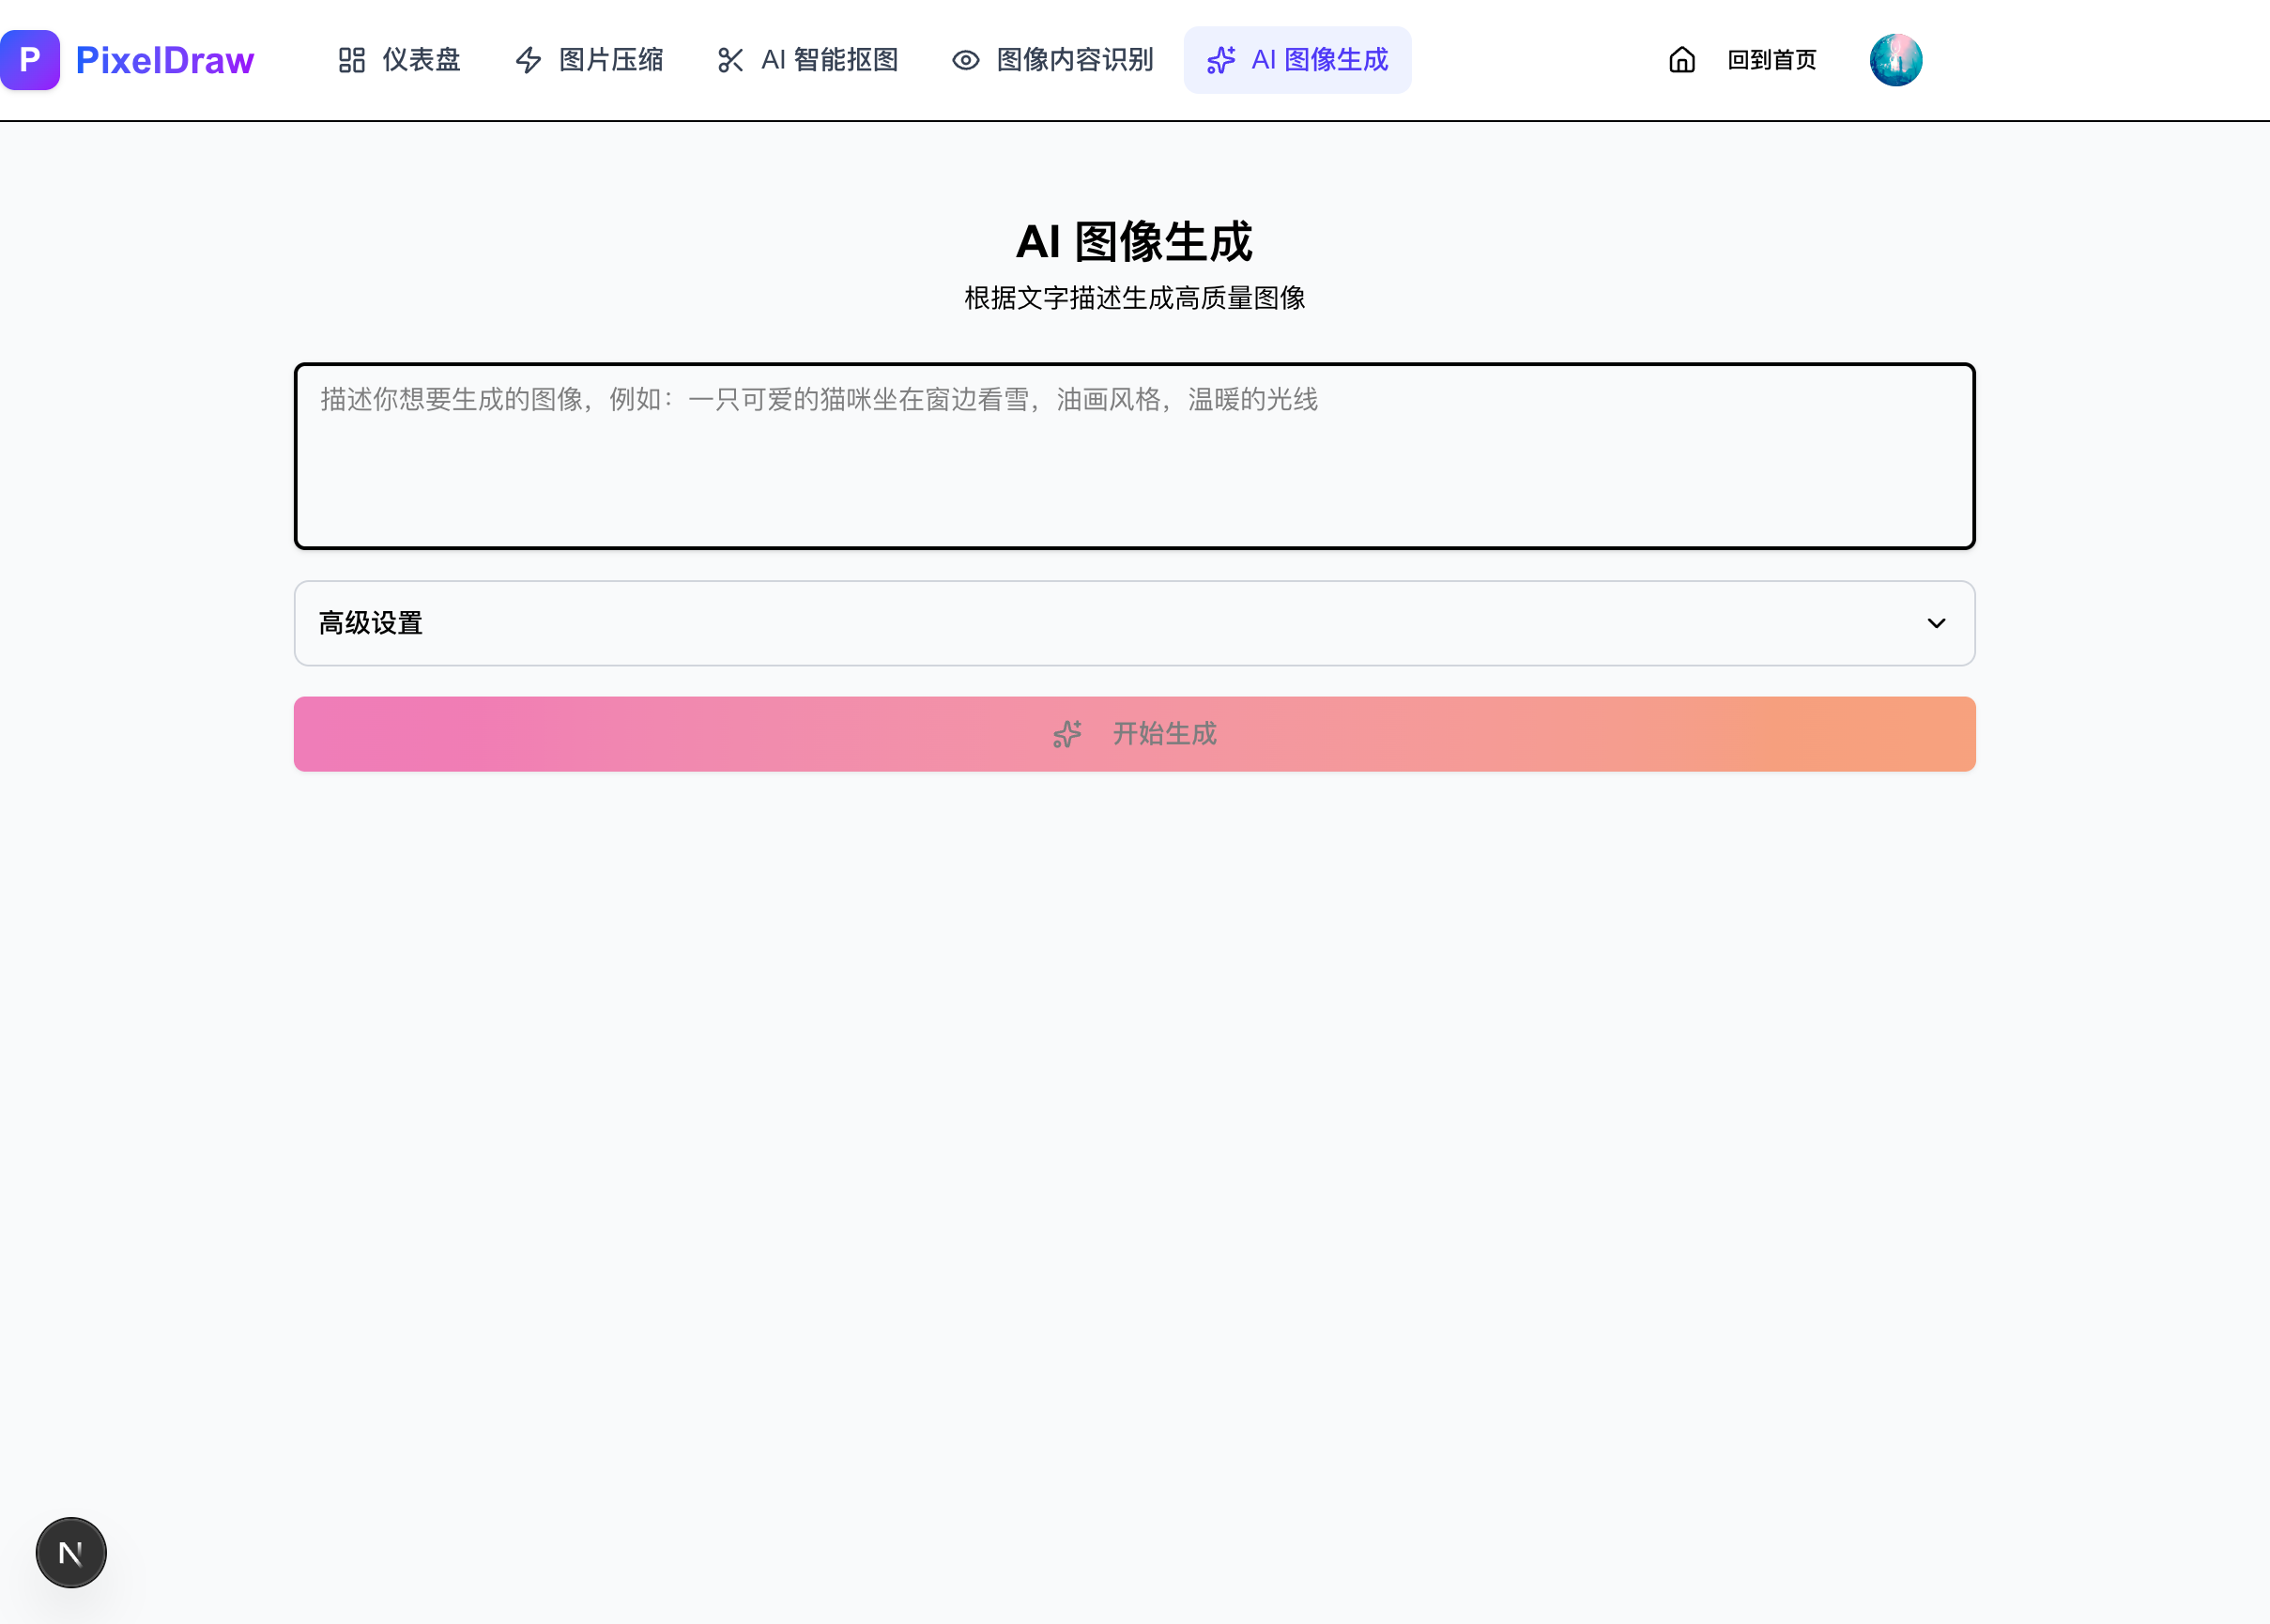 P PixelDraw 仪表盘 图片压缩 AI 智能抠图 图像内容识别 AI 图像生成 回到首页
AI 图像生成
根据文字描述生成高质量图像
描述你想要生成的图像，例如：一只可爱的猫咪坐在窗边看雪，油画风格，温暖的光线
高级设置
开始生成
N